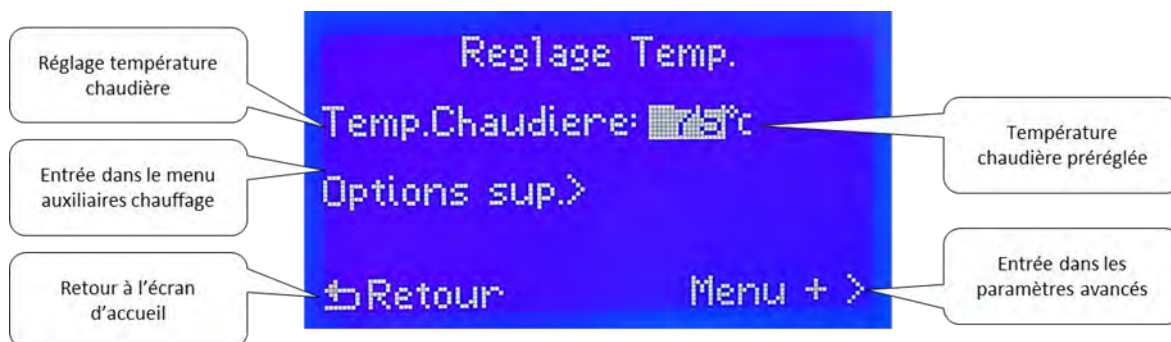 Réglage température
chaudière
Entrée dans le menu
auxiliaires chauffage
Retour à l'écran
d'accueil
Reglage Temp.
Temp.Chaudiere: 75°c
Options sup.>
Retour
Menu + >
Température
chaudière préréglée
Entrée dans les
paramètres avancés